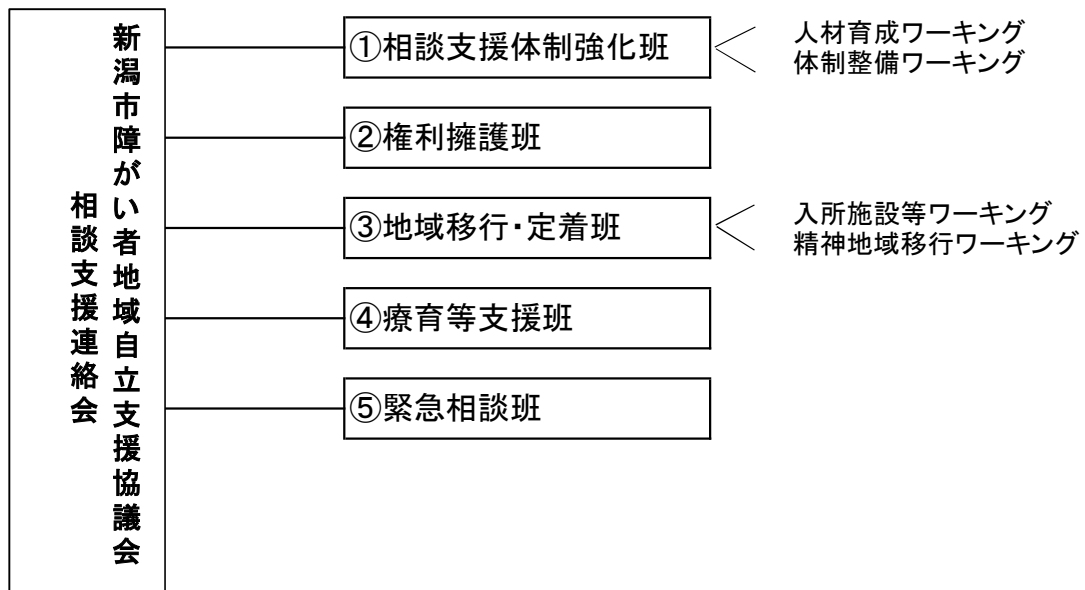 新潟市障がい者地域自立支援協議会
相談支援連絡会
①相談支援体制強化班
人材育成ワーキング
体制整備ワーキング
②権利擁護班
③地域移行・定着班
入所施設等ワーキング
精神地域移行ワーキング
④療育等支援班
⑤緊急相談班